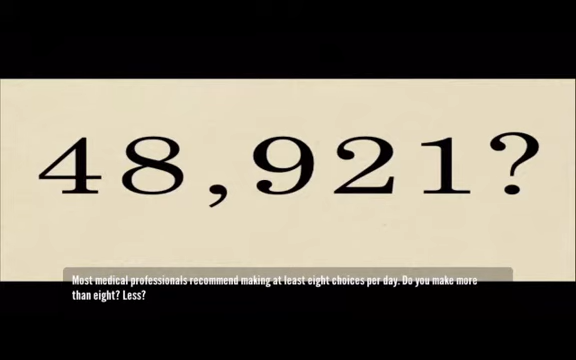 48,921?
Most medical professionals recommend making at least eight choices per day. Do you make more
than eight? Less?